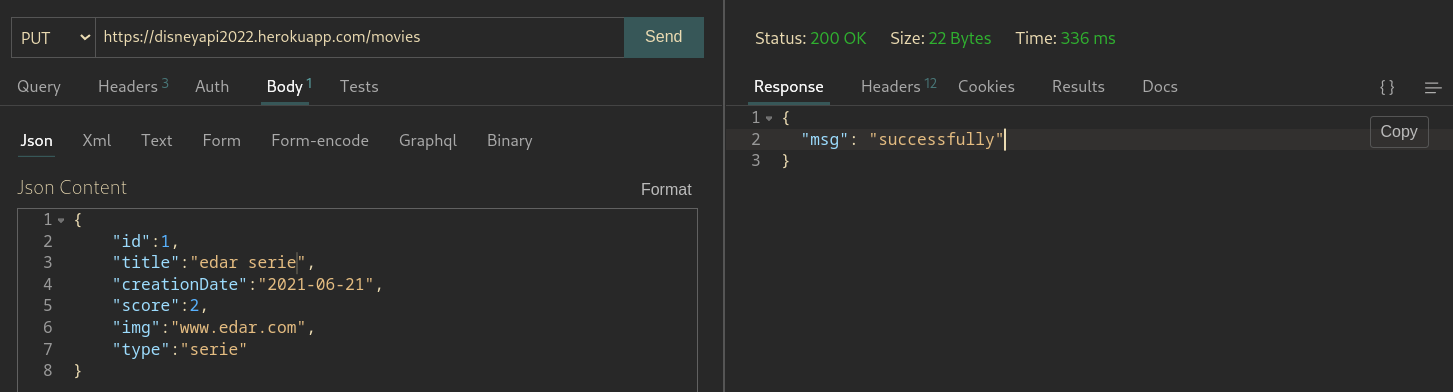 PUT https://disneyapi2022.herokuapp.com/movies Send
Query Headers 3 Auth Body 1 Tests
Json Xml Text Form Form-encode Graphql Binary
Json Content Format
1 {
2 "id":1,
3 "title":"edar serie",
4 "creationDate":"2021-06-21",
5 "score":2,
6 "img":"www.edar.com",
7 "type":"serie"
8 }
Status: 200 OK Size: 22 Bytes Time: 336 ms
Response Headers 12 Cookies Results Docs {}
1 {
2 "msg": "successfully"
3 }
Copy